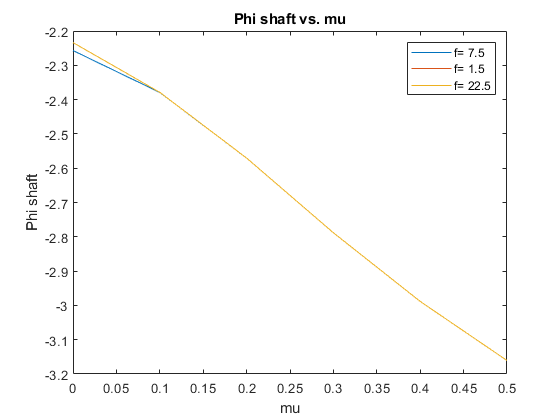 Phi shaft vs. mu
f= 7.5
f= 1.5
f= 22.5
Phi shaft
-2.2
-2.3
-2.4
-2.5
-2.6
-2.7
-2.8
-2.9
-3
-3.1
-3.2
0 0.05 0.1 0.15 0.2 0.25 0.3 0.35 0.4 0.45 0.5
mu